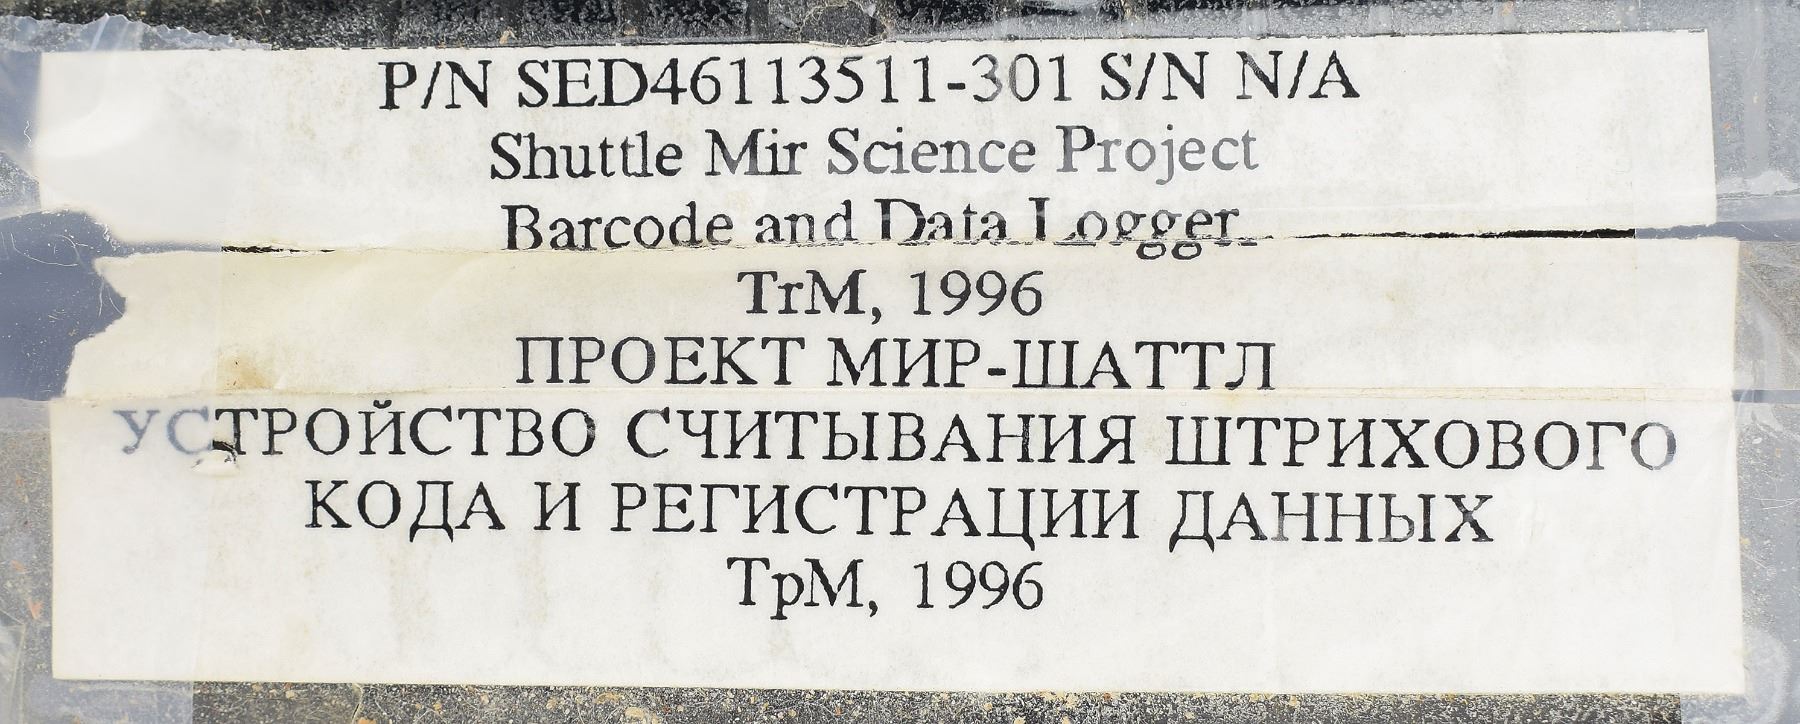 P/N SED46113511-301 S/N N/A
Shuttle Mir Science Project
Barcode and Data Logger
TrM, 1996
ПРОЕКТ МИР-ШАТТЛ
УСТРОЙСТВО СЧИТЫВАНИЯ ШТРИХОВОГО
КОДА И РЕГИСТРАЦИИ ДАННЫХ
ТрМ, 1996